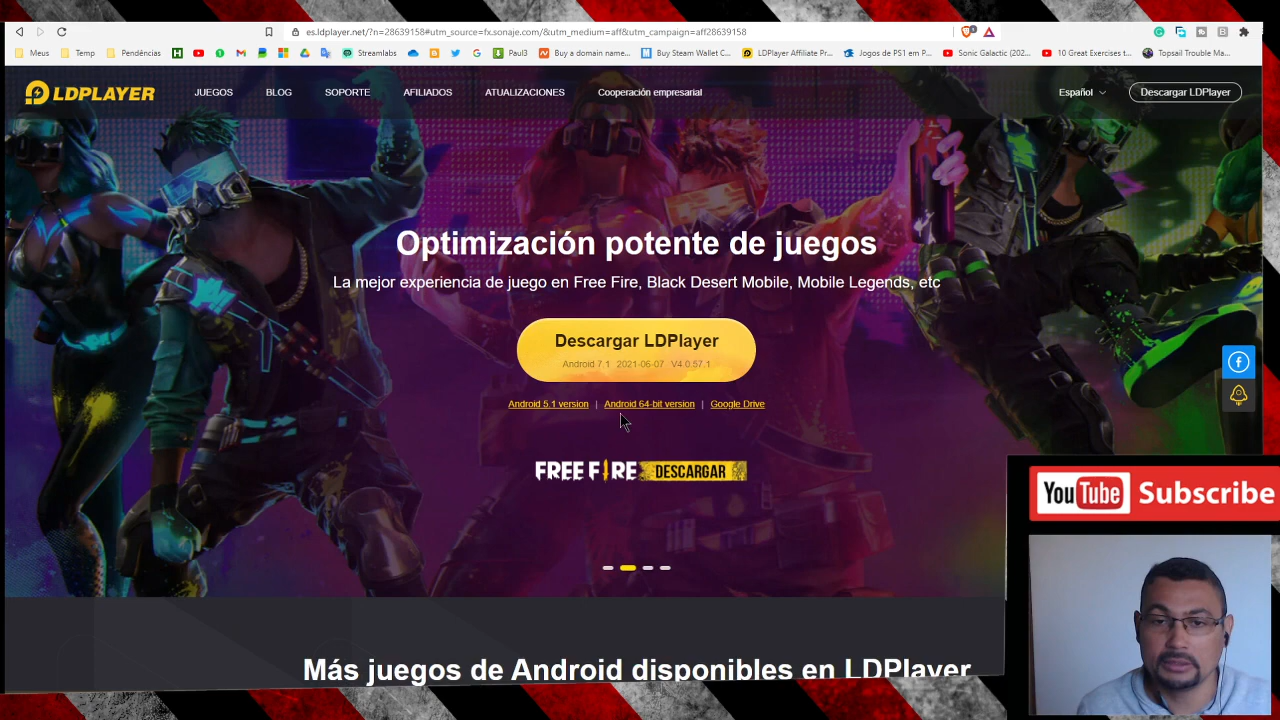 es.ldplayer.net/?n=28639158#utm_source=fx.sonaje.com/&utm_medium=aff&utm_campaign=aff28639158
Meus
Temp
Pendências
Streamlabs
Paul3
Buy a domain name...
Buy Steam Wallet C...
LDPlayer Affiliate Pr...
Jogos de PS1 em P...
Sonic Galactic (202...
10 Great Exercises t...
Topsail Trouble Ma...
LDPLAYER
JUEGOS
BLOG
SOPORTE
AFILIADOS
ATUALIZACIONES
Cooperación empresarial
Español
Descargar LDPlayer
Optimización potente de juegos
La mejor experiencia de juego en Free Fire, Black Desert Mobile, Mobile Legends, etc
Descargar LDPlayer
Android 7.1 2021-06-07 V4.0.57.1
Android 5.1 version | Android 64-bit version | Google Drive
FREE FIRE DESCARGAR
YouTube Subscribe
Más juegos de Android disponibles en LDPlayer